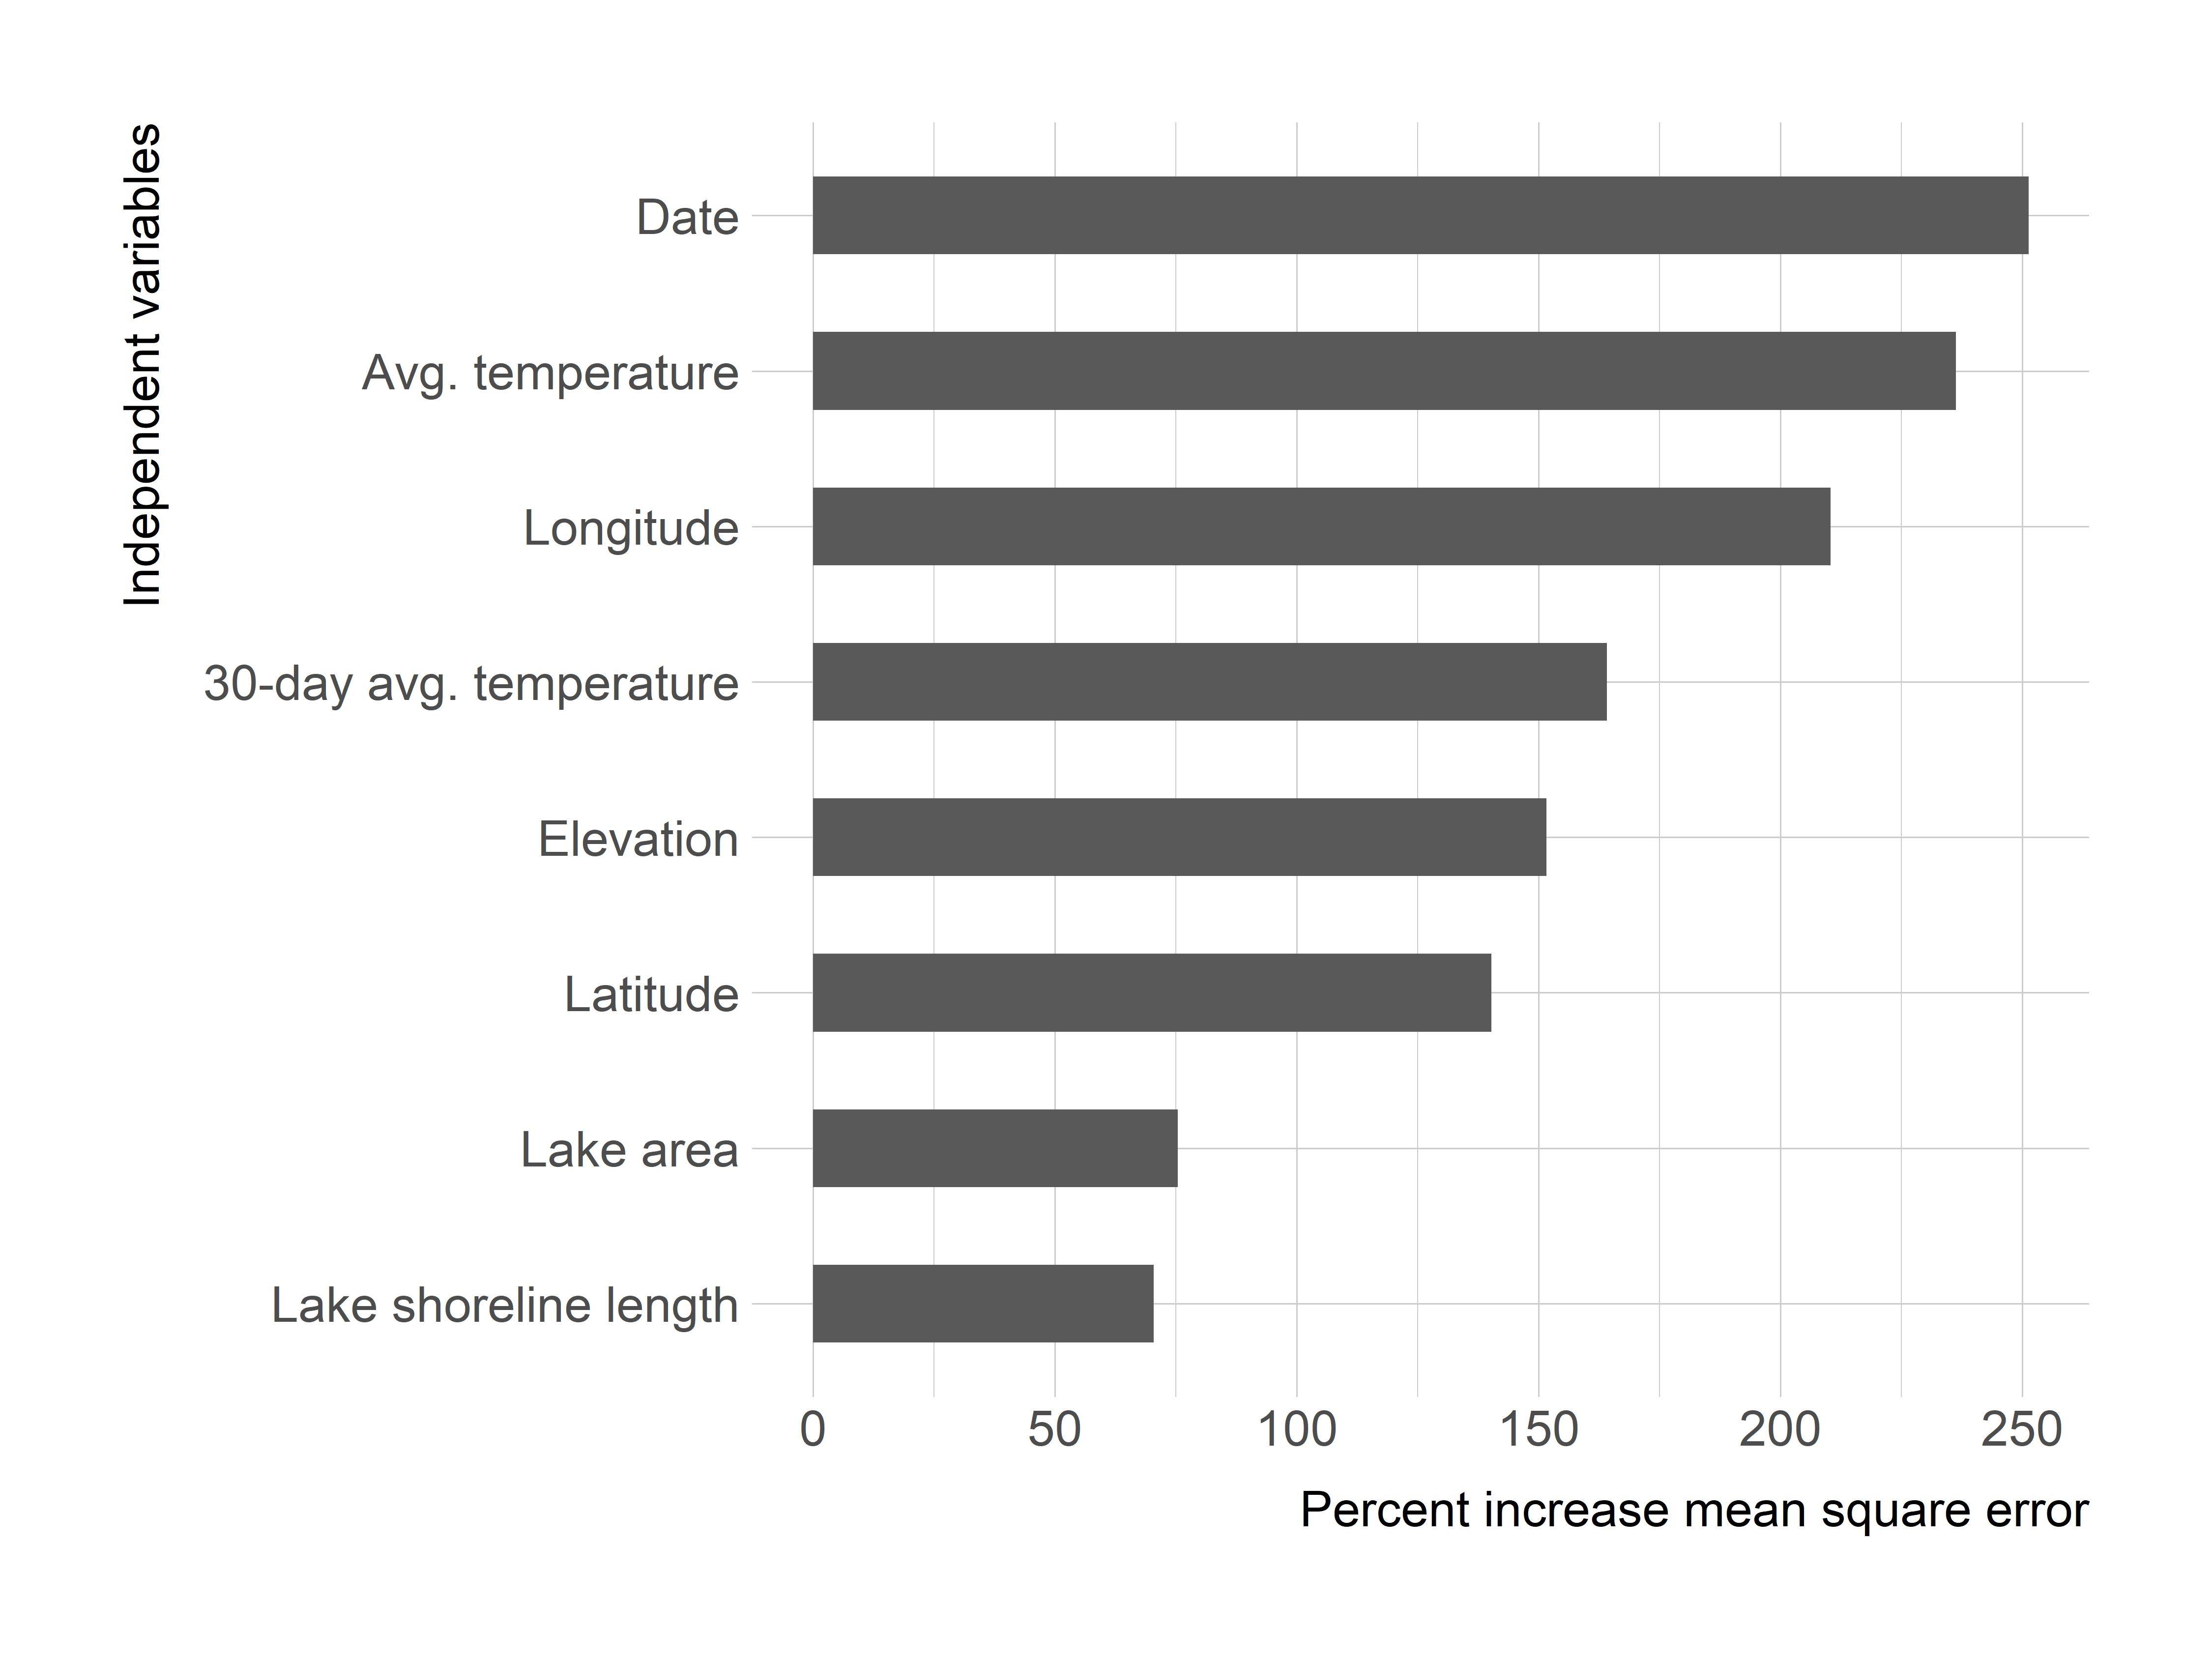 Independent variables
Date
Avg. temperature
Longitude
30-day avg. temperature
Elevation
Latitude
Lake area
Lake shoreline length
0 50 100 150 200 250
Percent increase mean square error